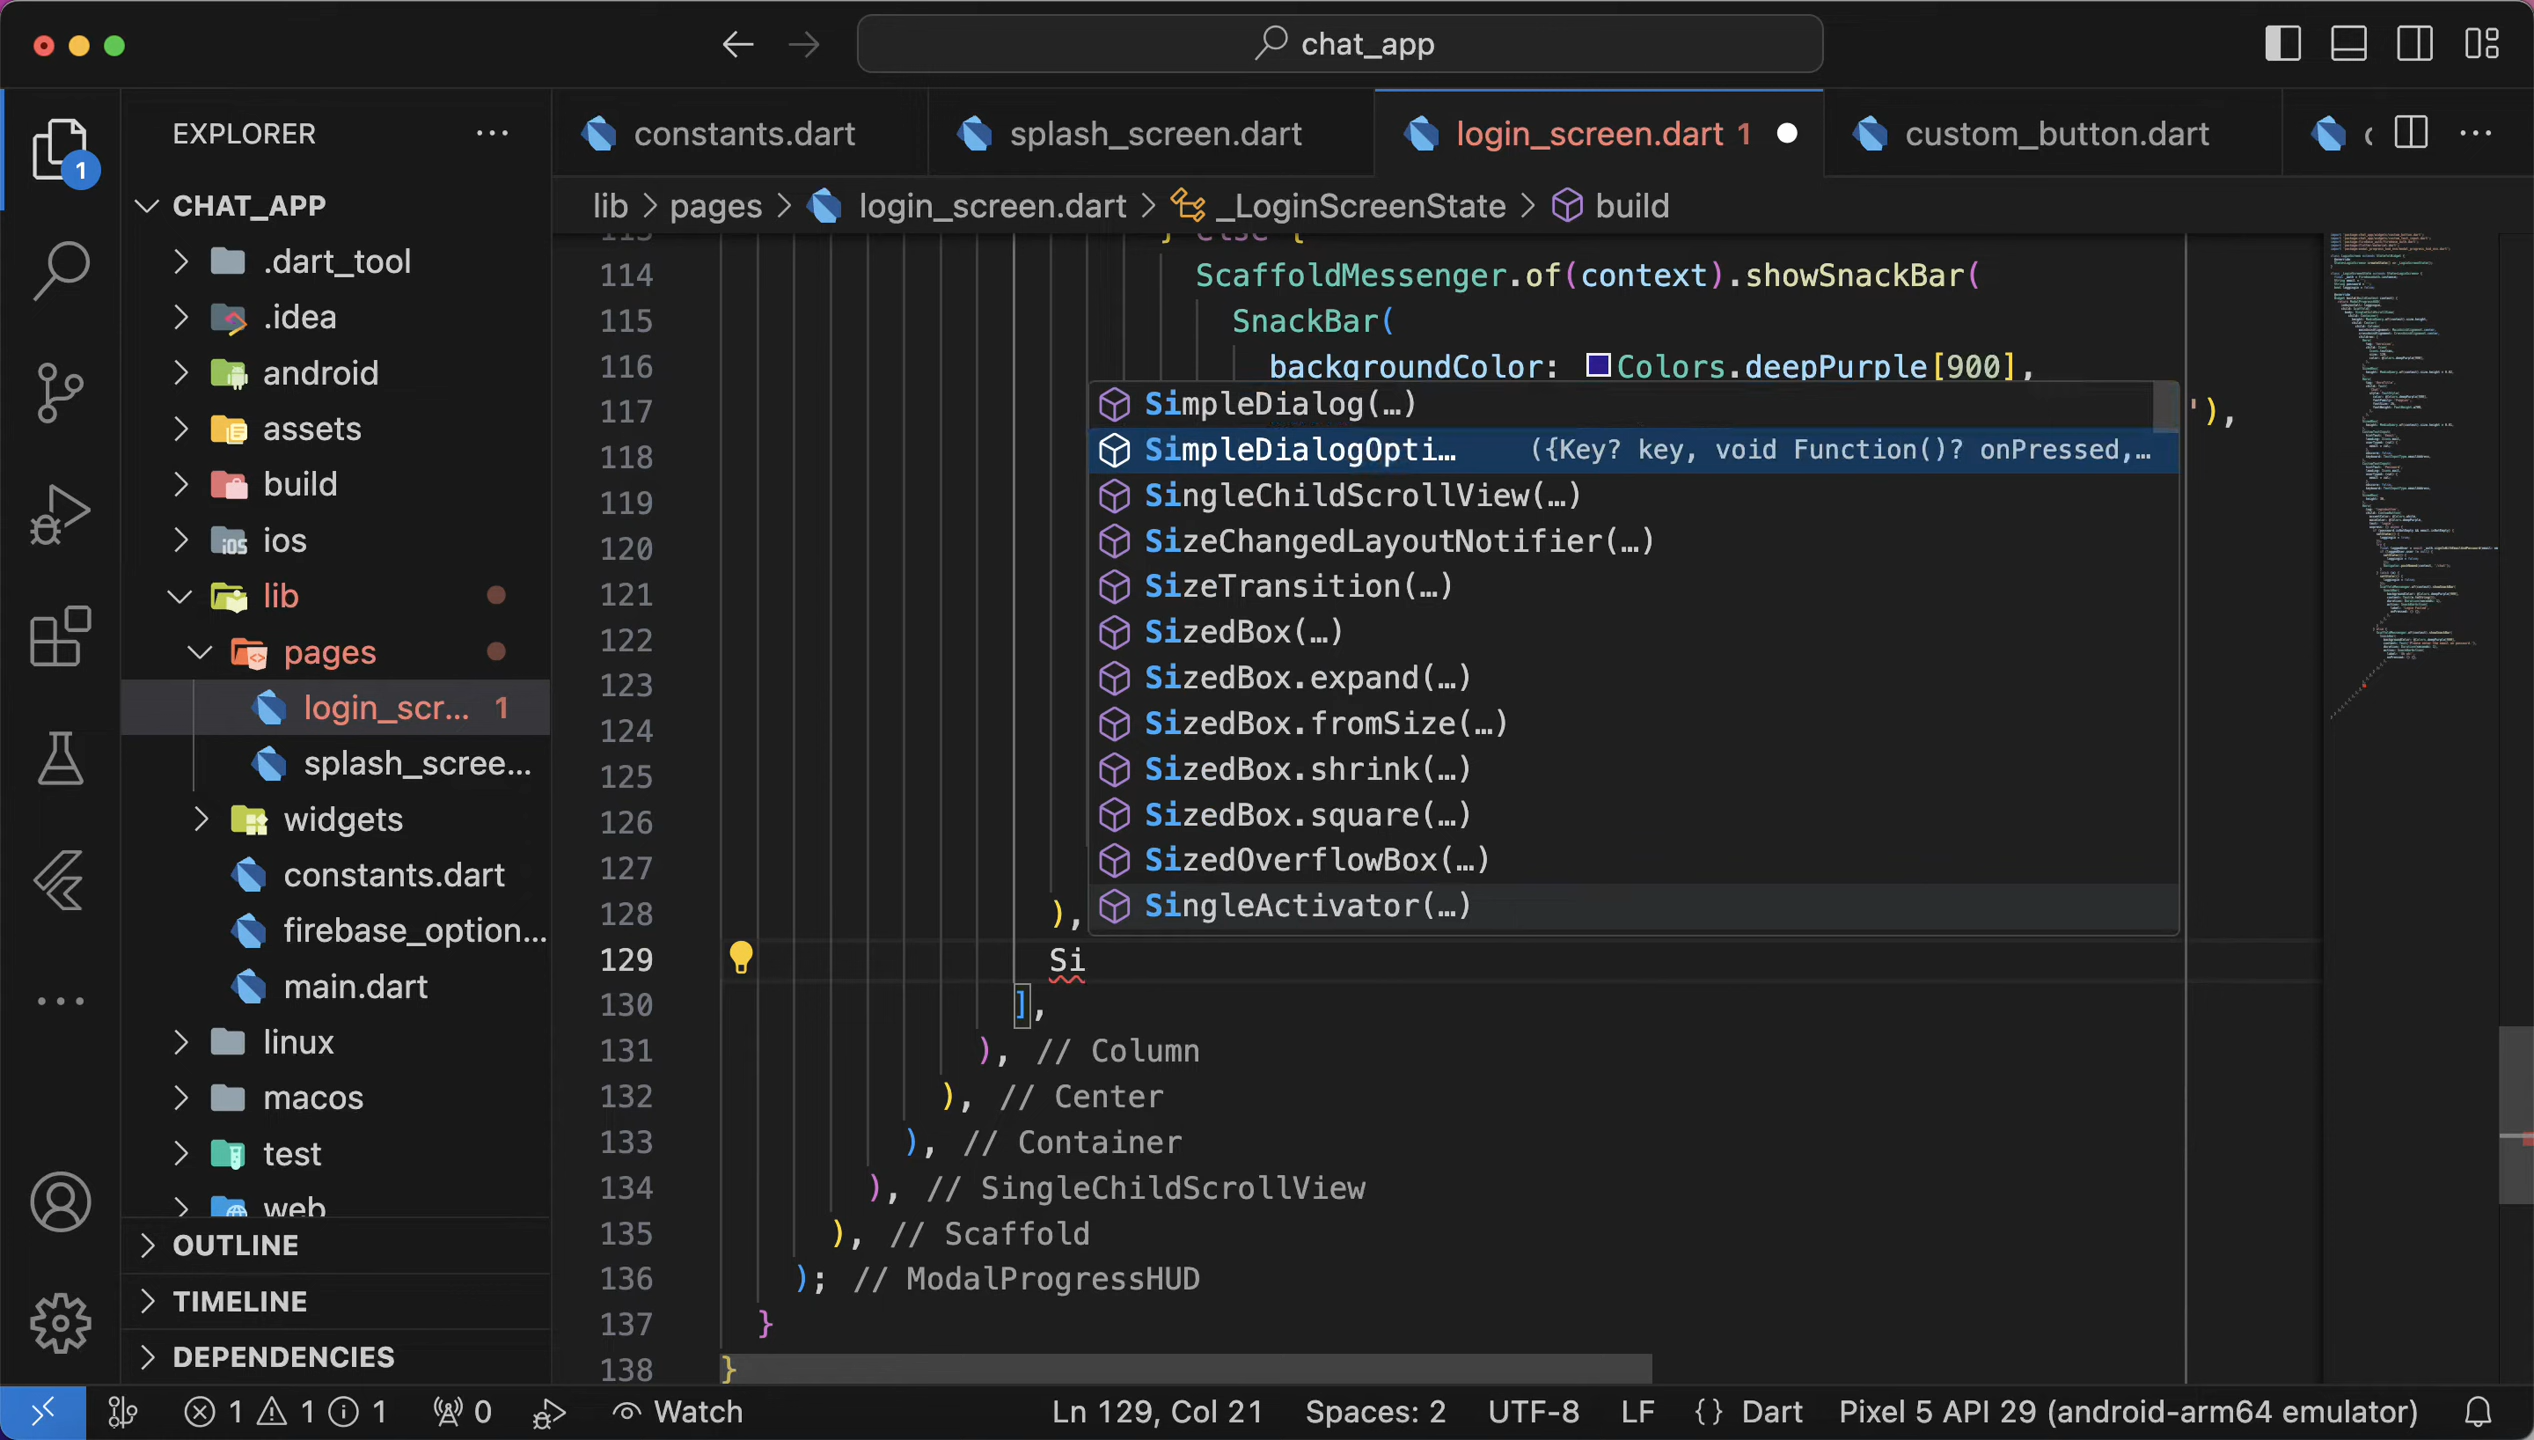 chat_app
EXPLORER
1
CHAT_APP
.dart_tool
.idea
android
assets
build
ios
lib
pages
login_scr... 1
splash_scree...
widgets
constants.dart
firebase_option...
main.dart
linux
macos
test
web
OUTLINE
TIMELINE
DEPENDENCIES
constants.dart
splash_screen.dart
login_screen.dart 1
custom_button.dart
lib > pages > login_screen.dart > _LoginScreenState > build
113 } else {
114 ScaffoldMessenger.of(context).showSnackBar(
115 SnackBar(
116 backgroundColor: Colors.deepPurple[900],
117 '),
118
119
120
121
122
123
124
125
126
127
SimpleDialog(…)
SimpleDialogOpti… ({Key? key, void Function()? onPressed,…
SingleChildScrollView(…)
SizeChangedLayoutNotifier(…)
SizeTransition(…)
SizedBox(…)
SizedBox.expand(…)
SizedBox.fromSize(…)
SizedBox.shrink(…)
SizedBox.square(…)
SizedOverflowBox(…)
SingleActivator(…)
128 ),
129 Si
130 ],
131 ), // Column
132 ), // Center
133 ), // Container
134 ), // SingleChildScrollView
135 ), // Scaffold
136 ); // ModalProgressHUD
137 }
138 }
1 1 1 0 Watch Ln 129, Col 21 Spaces: 2 UTF-8 LF {} Dart Pixel 5 API 29 (android-arm64 emulator)